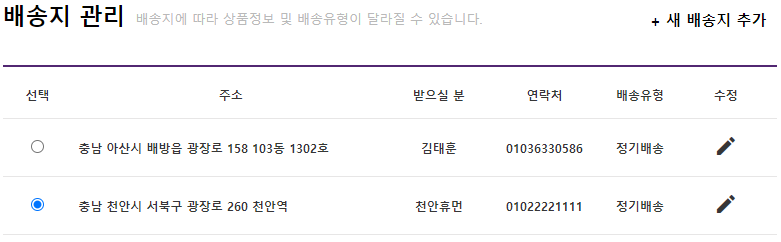 배송지 관리 배송지에 따라 상품정보 및 배송유형이 달라질 수 있습니다. + 새 배송지 추가
선택 주소 받으실 분 연락처 배송유형 수정
충남 아산시 배방읍 광장로 158 103동 1302호 김태훈 01036330586 정기배송
충남 천안시 서북구 광장로 260 천안역 천안휴먼 01022221111 정기배송